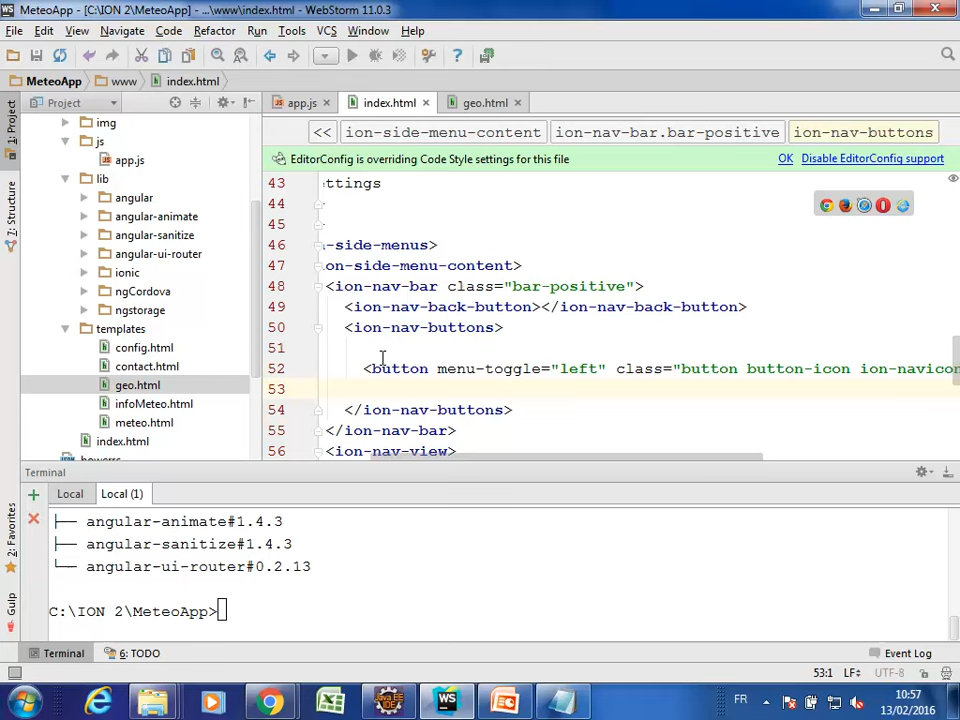 MeteoApp - [C:\ION 2\MeteoApp] - ...\www\index.html - WebStorm 11.0.3
File Edit View Navigate Code Refactor Run Tools VCS Window Help
MeteoApp www index.html
1: Project
7: Structure
2: Favorites
Gulp
Project
app.js index.html geo.html
<< ion-side-menu-content ion-nav-bar.bar-positive ion-nav-buttons
EditorConfig is overriding Code Style settings for this file OK Disable EditorConfig support
img
js
app.js
lib
angular
angular-animate
angular-sanitize
angular-ui-router
ionic
ngCordova
ngstorage
templates
config.html
contact.html
geo.html
infoMeteo.html
meteo.html
index.html
43 ttings
44
45
46 -side-menus>
47 on-side-menu-content>
48 <ion-nav-bar class="bar-positive">
49 <ion-nav-back-button></ion-nav-back-button>
50 <ion-nav-buttons>
51
52 <button menu-toggle="left" class="button button-icon ion-navicon
53
54 </ion-nav-buttons>
55 </ion-nav-bar>
56 <ion-nav-view>
Terminal
Local Local (1)
├── angular-animate#1.4.3
├── angular-sanitize#1.4.3
└── angular-ui-router#0.2.13
C:\ION 2\MeteoApp>
Terminal 6: TODO Event Log
53:1 LF UTF-8
FR 10:57
13/02/2016